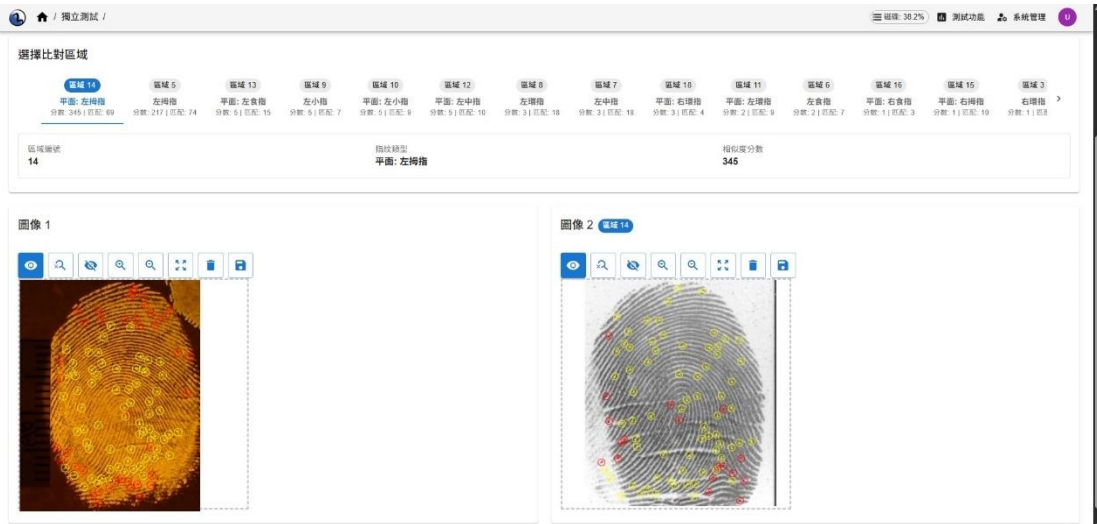 / 獨立測試 /
磁碟: 38.2%
測試功能
系統管理
U
選擇比對區域
區域 14
平面: 左拇指
分數: 345 | 匹配: 69
區域 5
左拇指
分數: 217 | 匹配: 74
區域 13
平面: 左食指
分數: 6 | 匹配: 15
區域 9
左小指
分數: 5 | 匹配: 7
區域 10
平面: 左小指
分數: 5 | 匹配: 9
區域 12
平面: 左中指
分數: 5 | 匹配: 10
區域 8
左環指
分數: 3 | 匹配: 18
區域 7
左中指
分數: 3 | 匹配: 18
區域 18
平面: 右環指
分數: 3 | 匹配: 4
區域 11
平面: 左環指
分數: 2 | 匹配: 9
區域 6
左食指
分數: 2 | 匹配: 7
區域 16
平面: 右食指
分數: 1 | 匹配: 3
區域 15
平面: 右拇指
分數: 1 | 匹配: 10
區域 3
右環指
分數: 1 | 匹配
區域編號
14
指紋類型
平面: 左拇指
相似度分數
345
圖像 1
圖像 2
區域 14